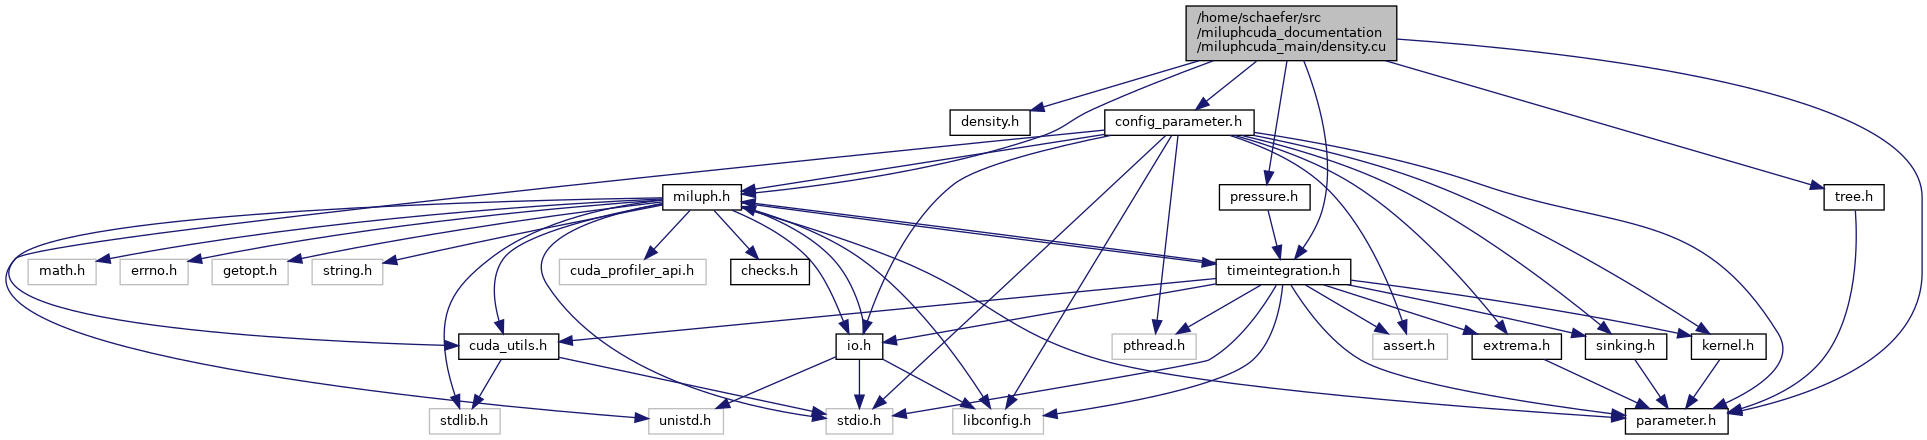 /home/schaefer/src
/miluphcuda_documentation
/miluphcuda_main/density.cu
density.h
config_parameter.h
miluph.h
pressure.h
tree.h
math.h
errno.h
getopt.h
string.h
cuda_profiler_api.h
checks.h
timeintegration.h
cuda_utils.h
io.h
pthread.h
assert.h
extrema.h
sinking.h
kernel.h
stdlib.h
unistd.h
stdio.h
libconfig.h
parameter.h